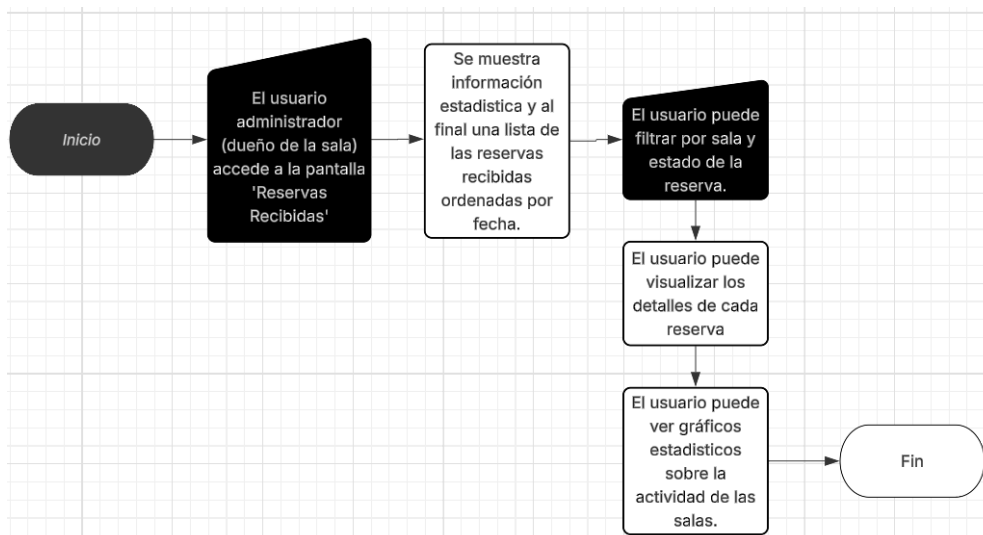 Inicio
El usuario
administrador
(dueño de la sala)
accede a la pantalla
'Reservas
Recibidas'
Se muestra
información
estadistica y al
final una lista de
las reservas
recibidas
ordenadas por
fecha.
El usuario puede
filtrar por sala y
estado de la
reserva.
El usuario puede
visualizar los
detalles de cada
reserva
El usuario puede
ver gráficos
estadisticos
sobre la
actividad de las
salas.
Fin